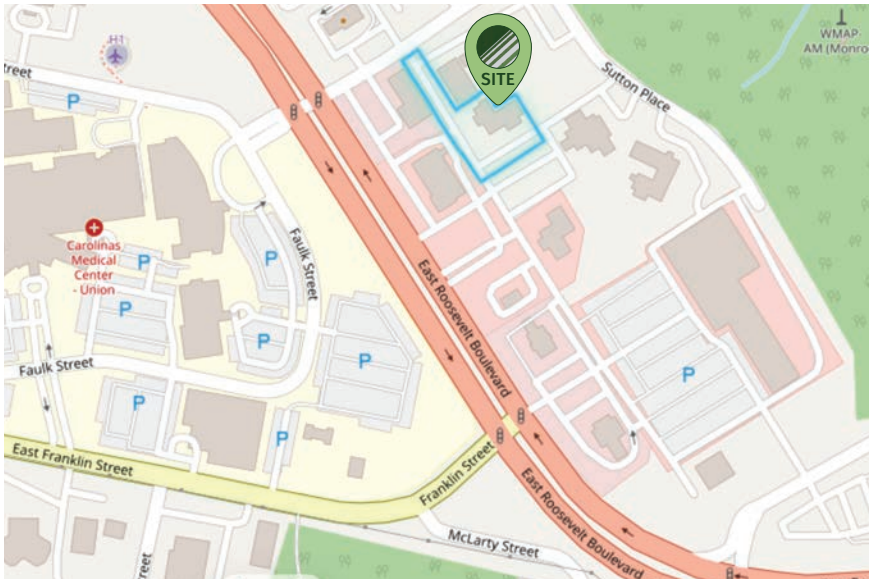 H1
SITE
WMAP-
AM (Monro
Street
P
Sutton Place
Carolinas
Medical
Center
- Union
P
P
P
Faulk Street
East Roosevelt Boulevard
P
P
P
Faulk Street
P
P
East Franklin Street
Franklin Street
East Roosevelt Boulevard
McLarty Street
Street